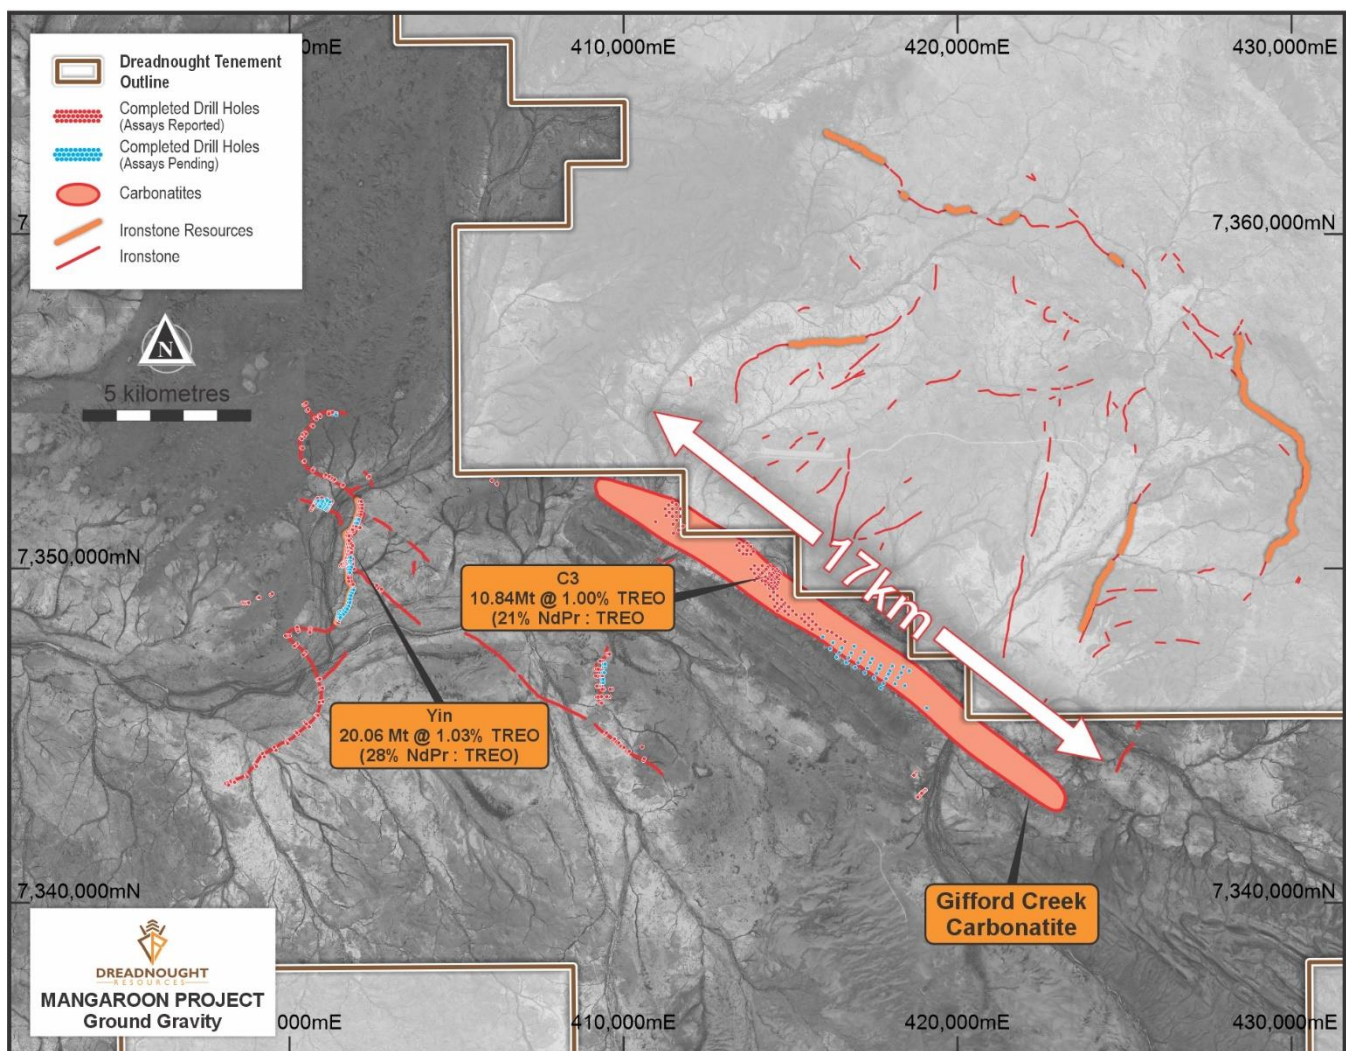 0mE
410,000mE
420,000mE
430,000mE
Dreadnought Tenement
Outline
Completed Drill Holes
(Assays Reported)
Completed Drill Holes
(Assays Pending)
Carbonatites
Ironstone Resources
Ironstone
7
7,360,000mN
N
5 kilometres
7,350,000mN
17km
C3
10.84Mt @ 1.00% TREO
(21% NdPr : TREO
Yin
20.06 Mt @ 1.03% TREO
(28% NdPr : TREO)
7,340,000mN
7,340,000mN
Gifford Creek
Carbonatite
DREADNOUGHT
RESOURCES
MANGAROON PROJECT
Ground Gravity
000mE
410,000mE
420,000mE
430,000mE